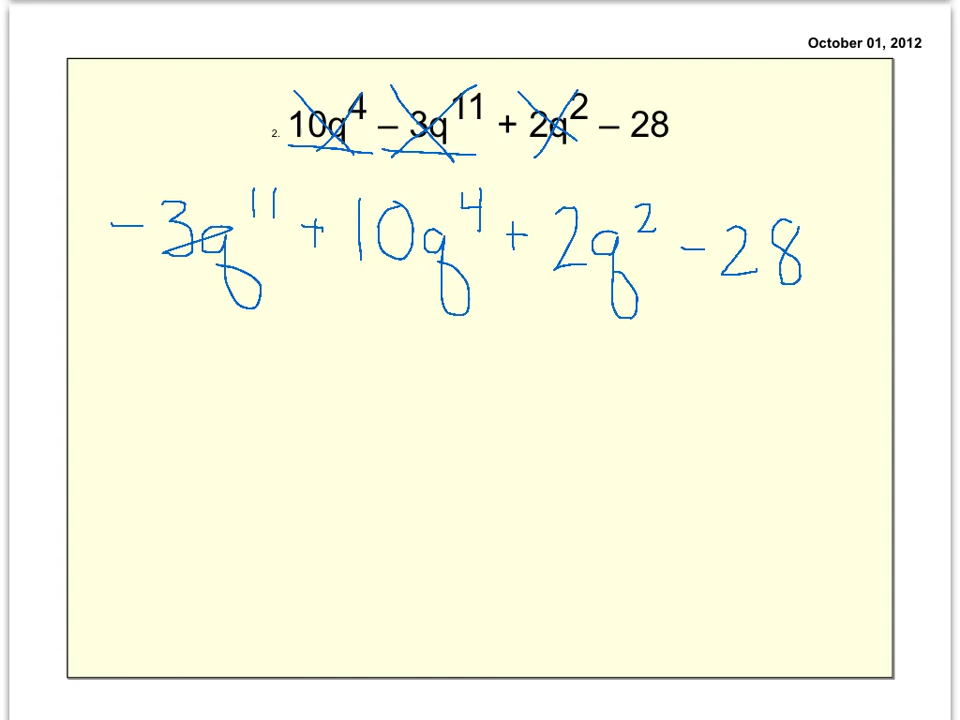 October 01, 2012
2. 10q⁴ – 3q¹¹ + 2q² – 28
- 3q¹¹ + 10q⁴ + 2q² - 28